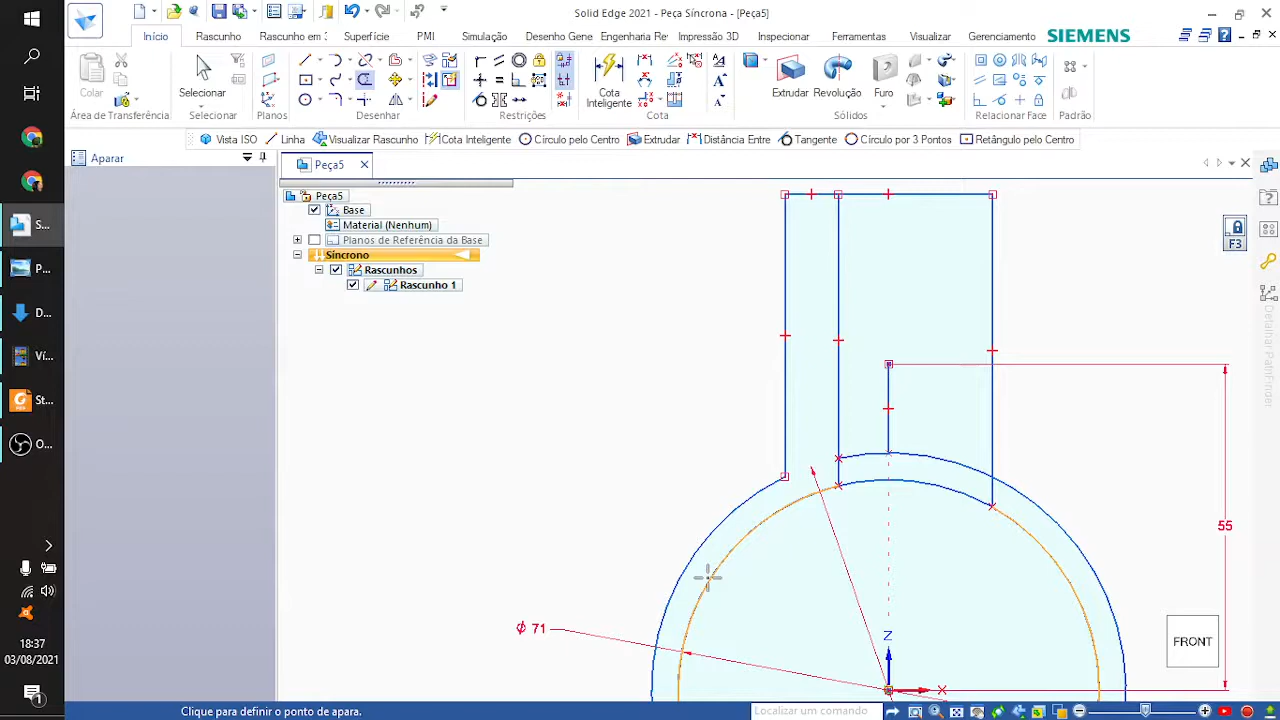 Solid Edge 2021 - Peça Síncrona - [Peça5]
Início
Rascunho
Rascunho em :
Superfície
PMI
Simulação
Desenho Gene
Engenharia Re
Impressão 3D
Inspecionar
Ferramentas
Visualizar
Gerenciamento
SIEMENS
Colar
Selecionar
Cota
Inteligente
Extrudar
Revolução
Furo
Área de Transferência
Selecionar
Planos
Desenhar
Restrições
Cota
Sólidos
Relacionar Face
Padrão
Vista ISO
Linha
Visualizar Rascunho
Cota Inteligente
Círculo pelo Centro
Extrudar
Distância Entre
Tangente
Círculo por 3 Pontos
Retângulo pelo Centro
Aparar
Peça5
Peça5
Base
Material (Nenhum)
Planos de Referência da Base
Síncrono
Rascunhos
Rascunho 1
F3
Detalhar PathFinder
S...
P...
D...
Ví...
St...
O...
55
ϕ 71
Z
X
FRONT
18:37
03/08/2021
Clique para definir o ponto de apara.
Localizar um comando